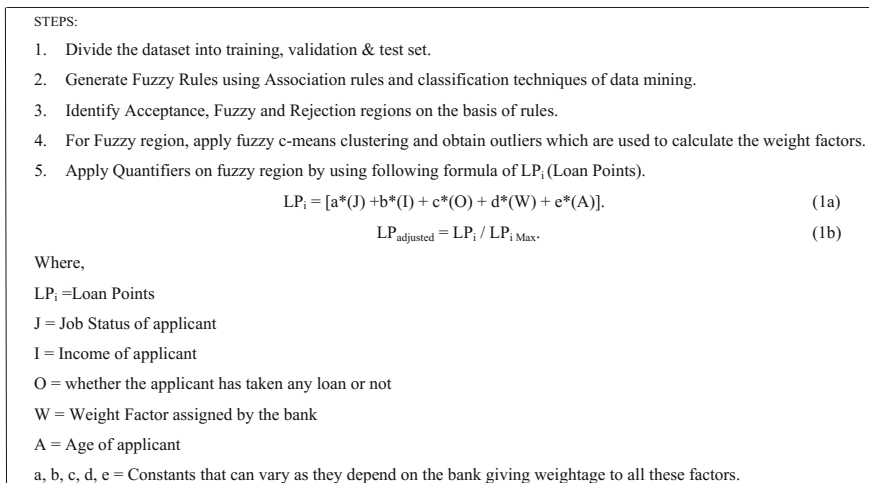 STEPS:
1. Divide the dataset into training, validation & test set.
2. Generate Fuzzy Rules using Association rules and classification techniques of data mining.
3. Identify Acceptance, Fuzzy and Rejection regions on the basis of rules.
4. For Fuzzy region, apply fuzzy c-means clustering and obtain outliers which are used to calculate the weight factors.
5. Apply Quantifiers on fuzzy region by using following formula of LPi (Loan Points).
LPi = [a*(J) +b*(I) + c*(O) + d*(W) + e*(A)]. (1a)
LPadjusted = LPi / LPi Max. (1b)
Where,
LPi =Loan Points
J = Job Status of applicant
I = Income of applicant
O = whether the applicant has taken any loan or not
W = Weight Factor assigned by the bank
A = Age of applicant
a, b, c, d, e = Constants that can vary as they depend on the bank giving weightage to all these factors.